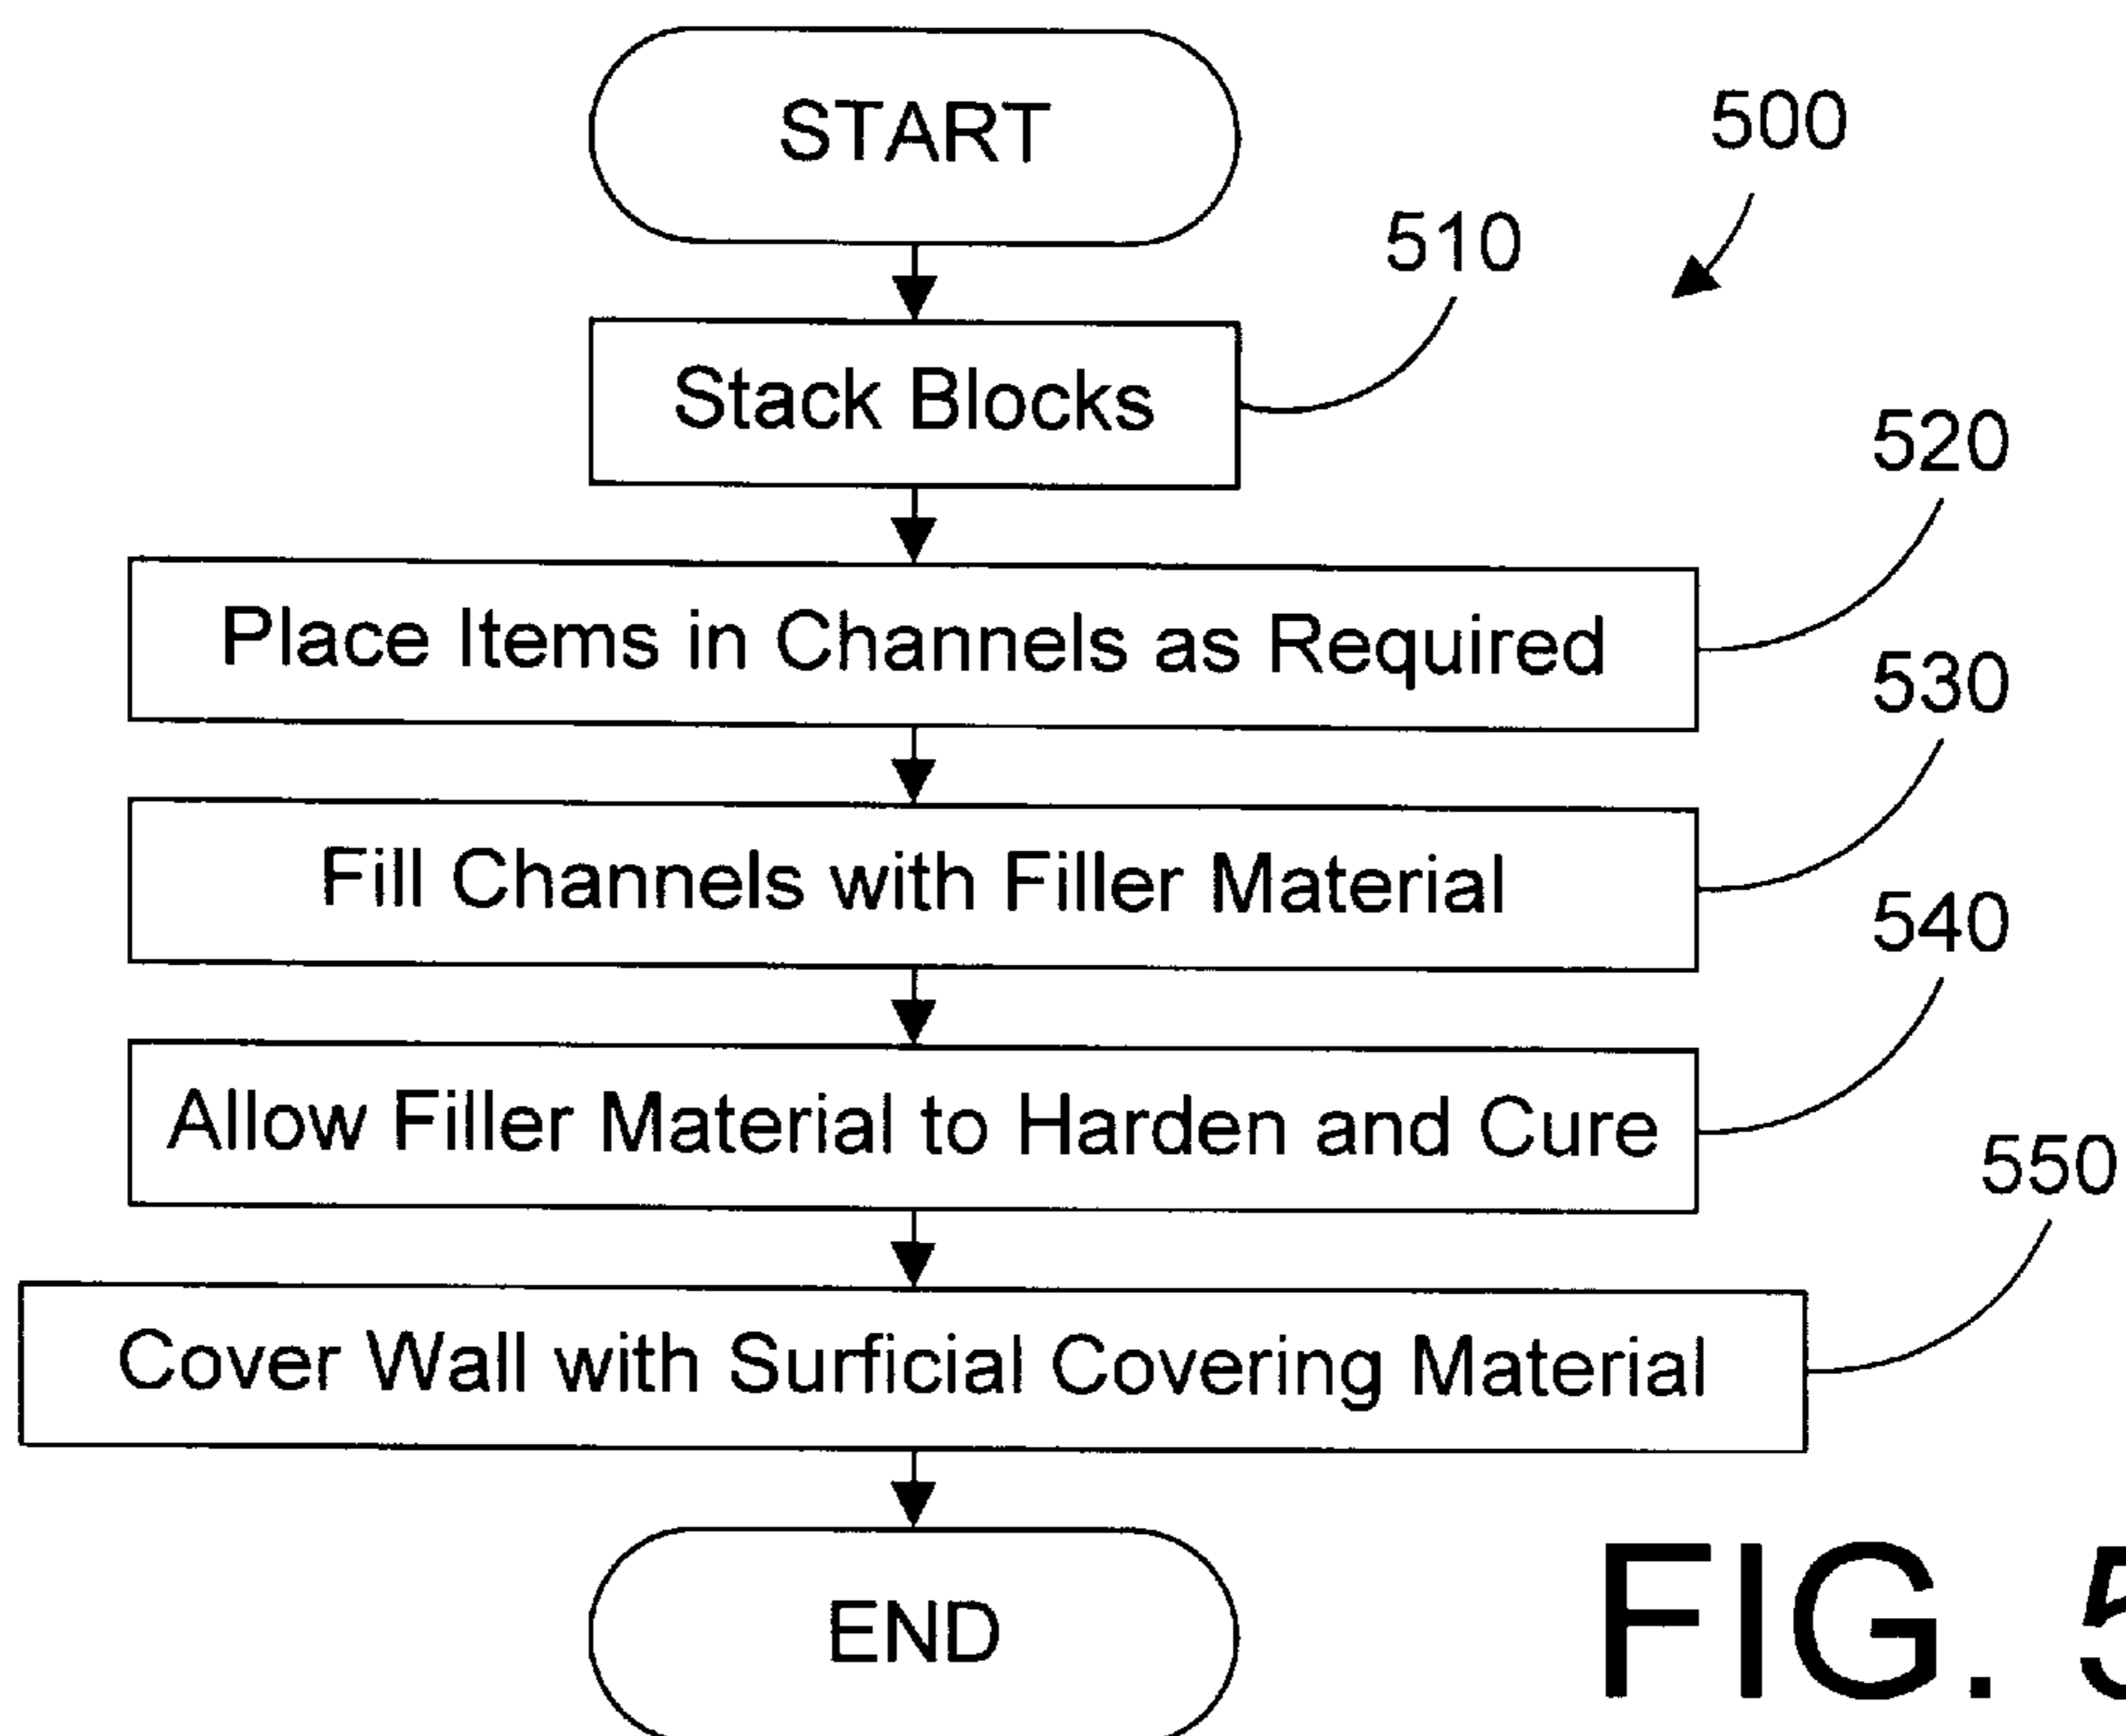 START
500
510
Stack Blocks
520
Place Items in Channels as Required
530
Fill Channels with Filler Material
540
Allow Filler Material to Harden and Cure
550
Cover Wall with Surficial Covering Material
END
FIG. 5